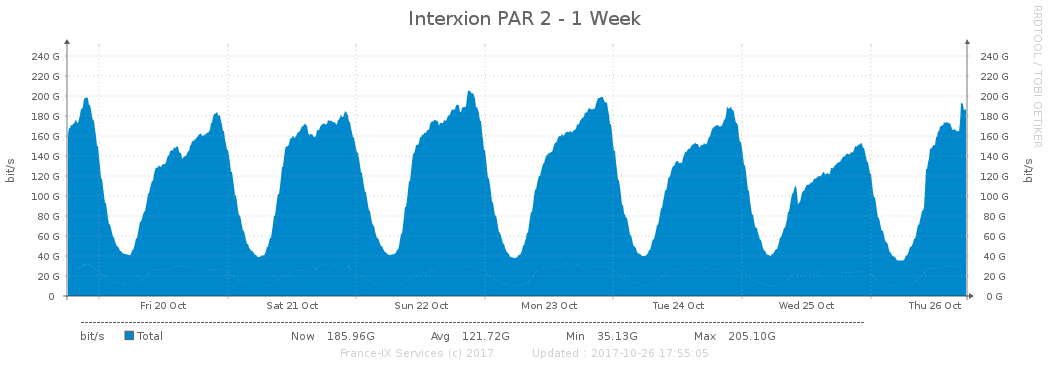 Interxion PAR 2 - 1 Week
RRDTOOL / TOBI OETIKER
bit/s
240 G
220 G
200 G
180 G
160 G
140 G
120 G
100 G
80 G
60 G
40 G
20 G
0
240 G
220 G
200 G
180 G
160 G
140 G
120 G
100 G
80 G
60 G
40 G
20 G
0 G
bit/s
Fri 20 Oct Sat 21 Oct Sun 22 Oct Mon 23 Oct Tue 24 Oct Wed 25 Oct Thu 26 Oct
bit/s Total Now 185.96G Avg 121.72G Min 35.13G Max 205.10G
France-IX Services (c) 2017 Updated : 2017-10-26 17:55:05